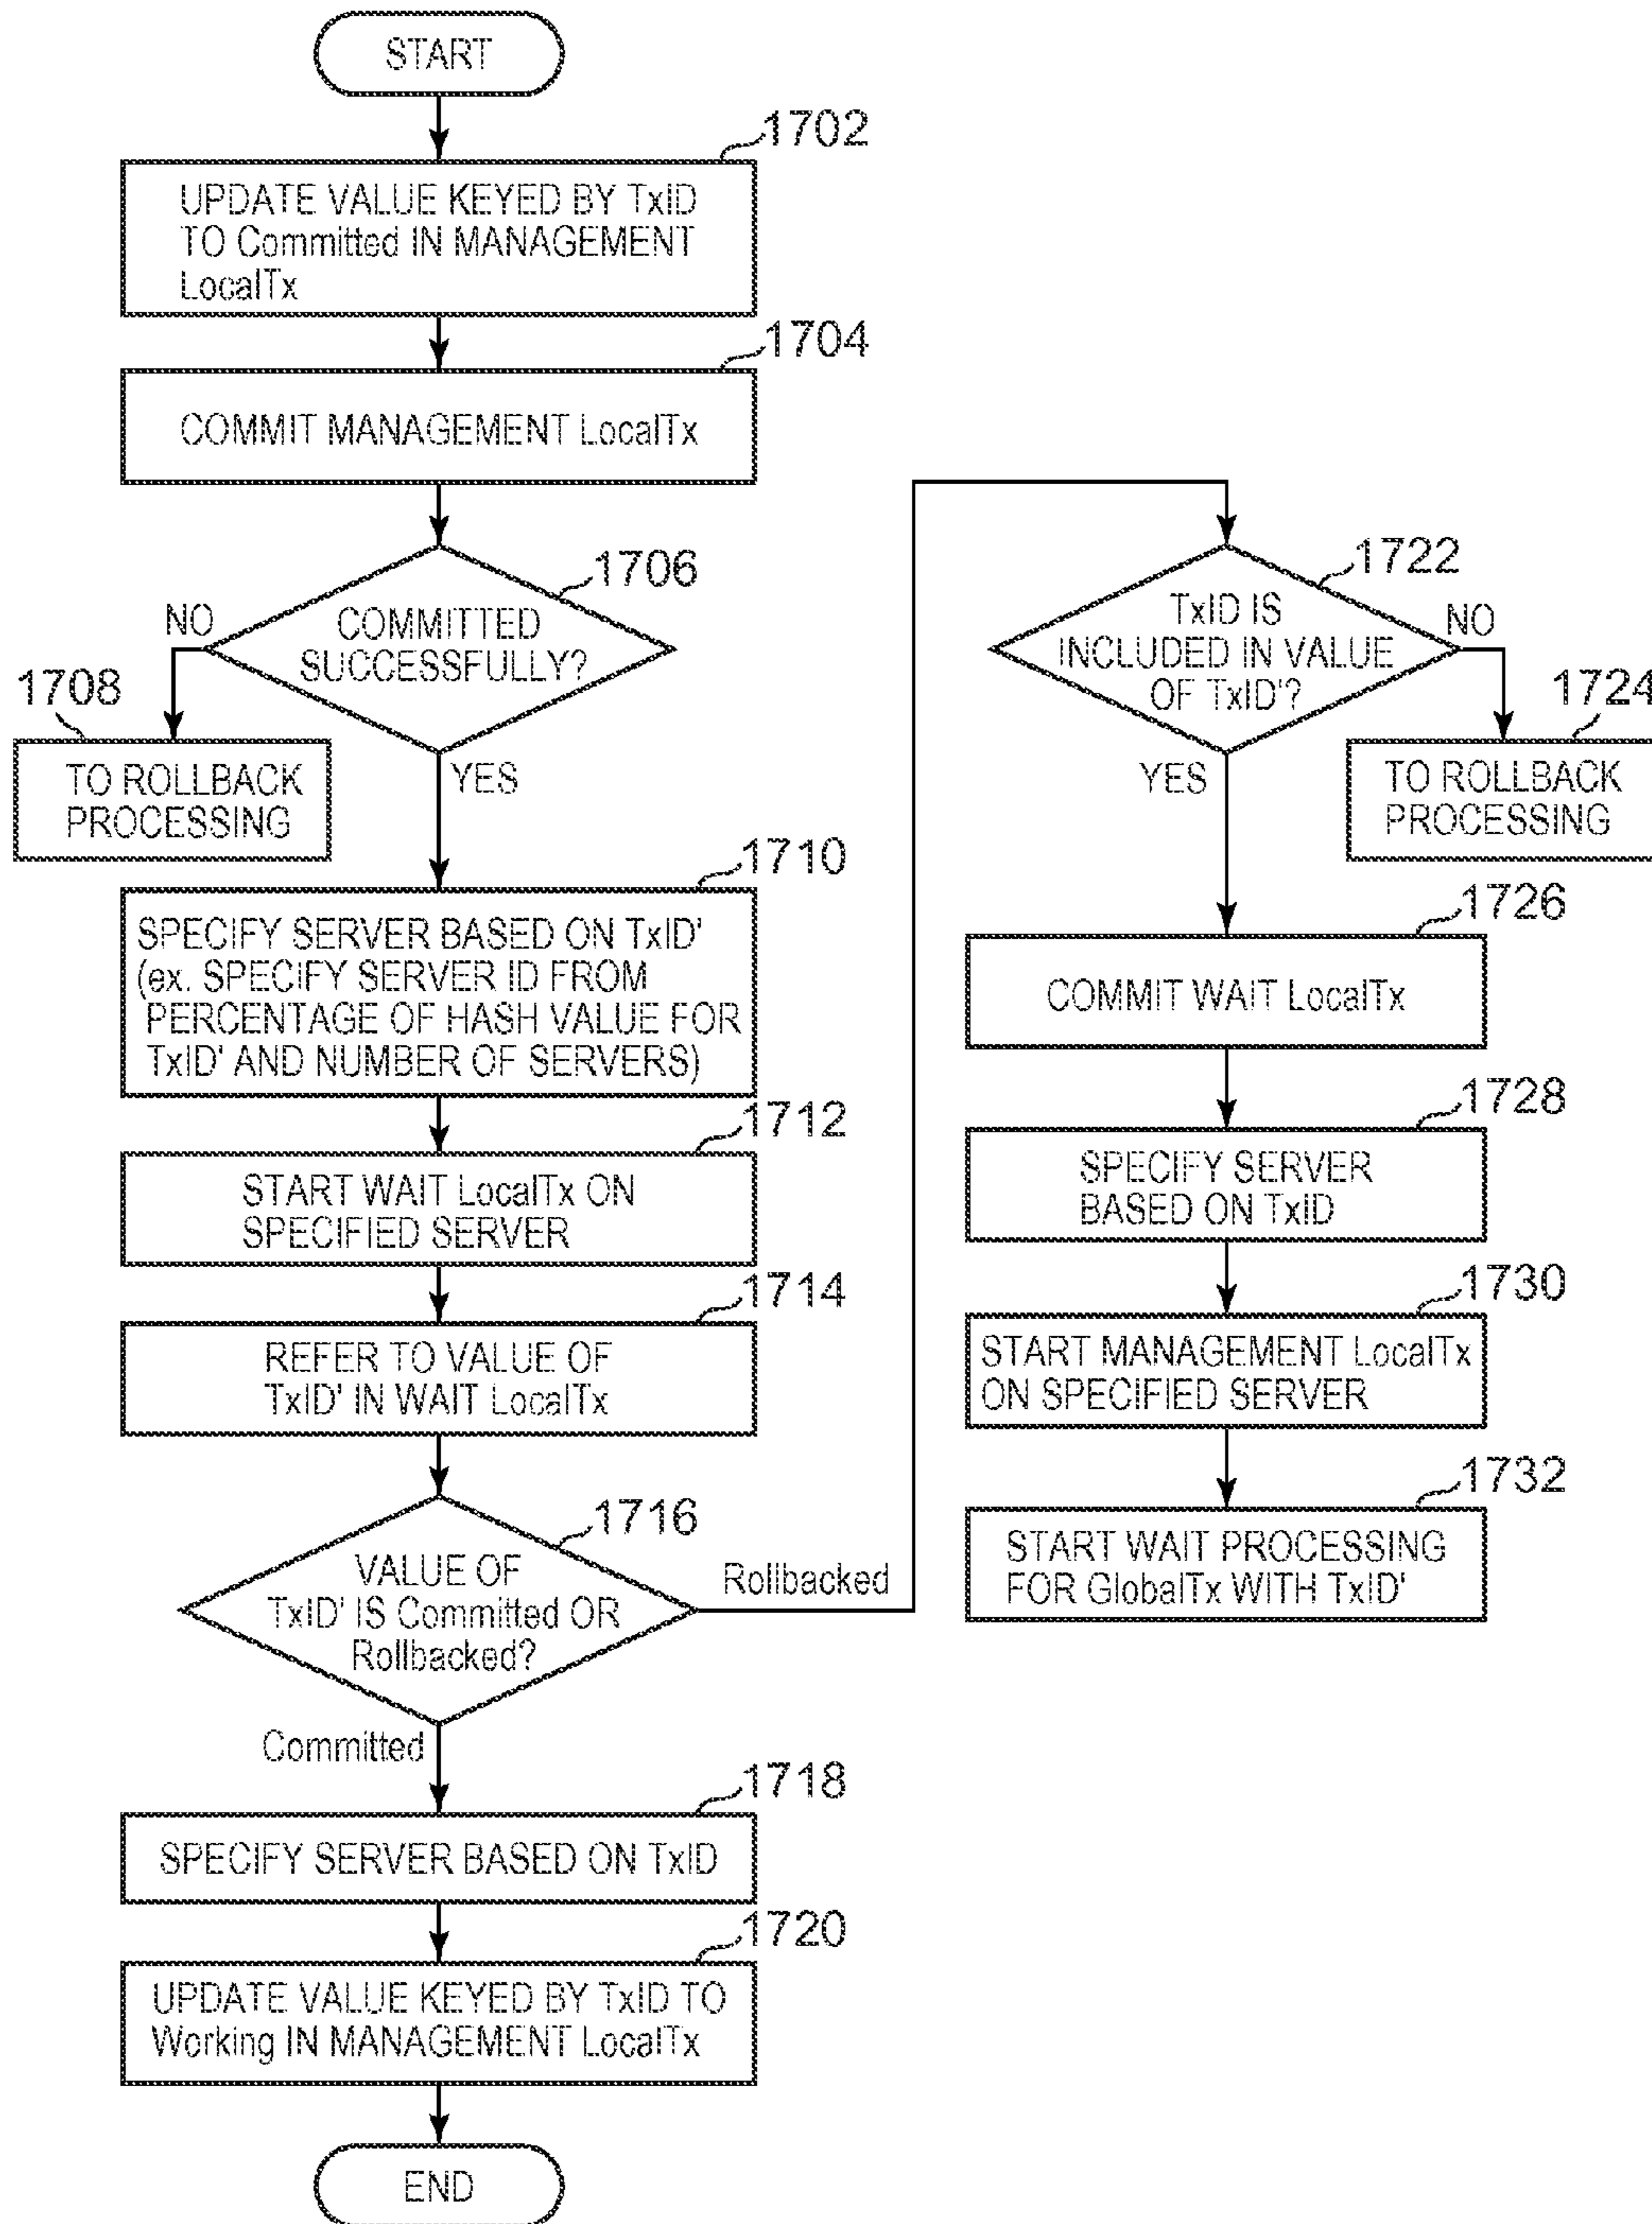 START
1702
UPDATE VALUE KEYED BY TxID
TO Committed IN MANAGEMENT
LocalTx
1704
COMMIT MANAGEMENT LocalTx
1706
COMMITTED
SUCCESSFULLY?
NO
YES
1708
TO ROLLBACK
PROCESSING
1710
SPECIFY SERVER BASED ON TxID'
(ex. SPECIFY SERVER ID FROM
PERCENTAGE OF HASH VALUE FOR
TxID' AND NUMBER OF SERVERS)
1712
START WAIT LocalTx ON
SPECIFIED SERVER
1714
REFER TO VALUE OF
TxID' IN WAIT LocalTx
1716
VALUE OF
TxID' IS Committed OR
Rollbacked?
Rollbacked
Committed
1718
SPECIFY SERVER BASED ON TxID
1720
UPDATE VALUE KEYED BY TxID TO
Working IN MANAGEMENT LocalTx
END
1722
TxID IS
INCLUDED IN VALUE
OF TxID'?
NO
YES
1724
TO ROLLBACK
PROCESSING
1726
COMMIT WAIT LocalTx
1728
SPECIFY SERVER
BASED ON TxID
1730
START MANAGEMENT LocalTx
ON SPECIFIED SERVER
1732
START WAIT PROCESSING
FOR GlobalTx WITH TxID'